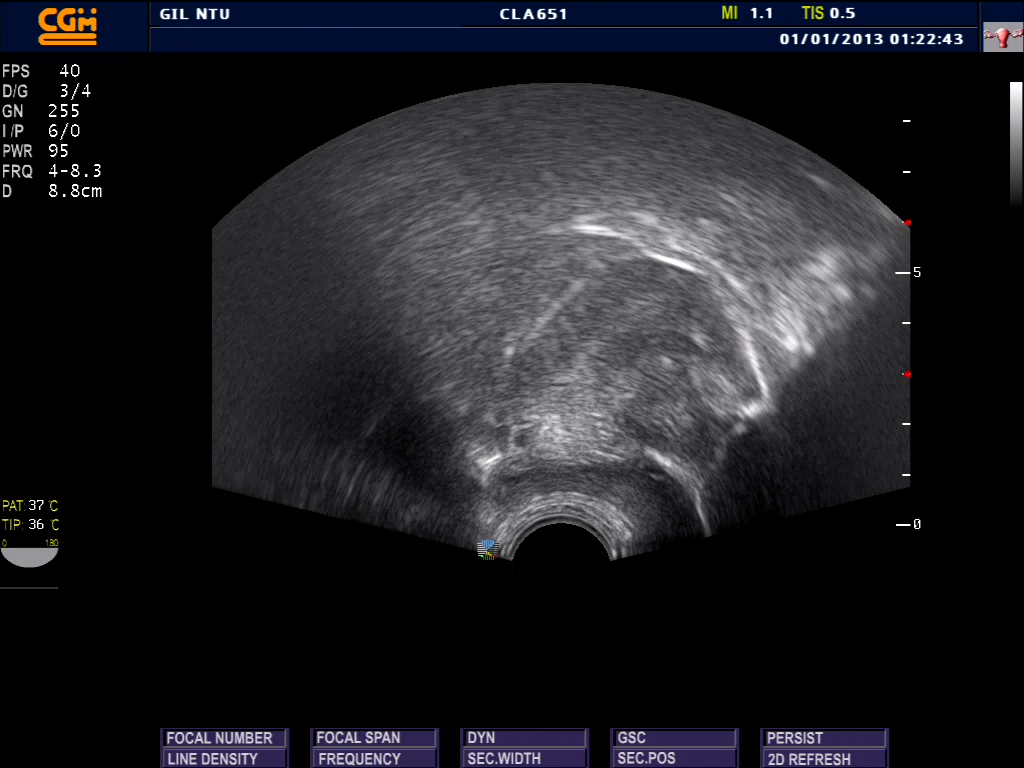 CGM
GIL NTU CLA651 MI 1.1 TIS 0.5
01/01/2013 01:22:43
FPS 40
D/G 3/4
GN 255
I/P 6/0
PWR 95
FRQ 4-8.3
D 8.8cm
5
PAT: 37 °C
TIP: 36 °C
0 180
0
FOCAL NUMBER FOCAL SPAN DYN GSC PERSIST
LINE DENSITY FREQUENCY SEC.WIDTH SEC.POS 2D REFRESH